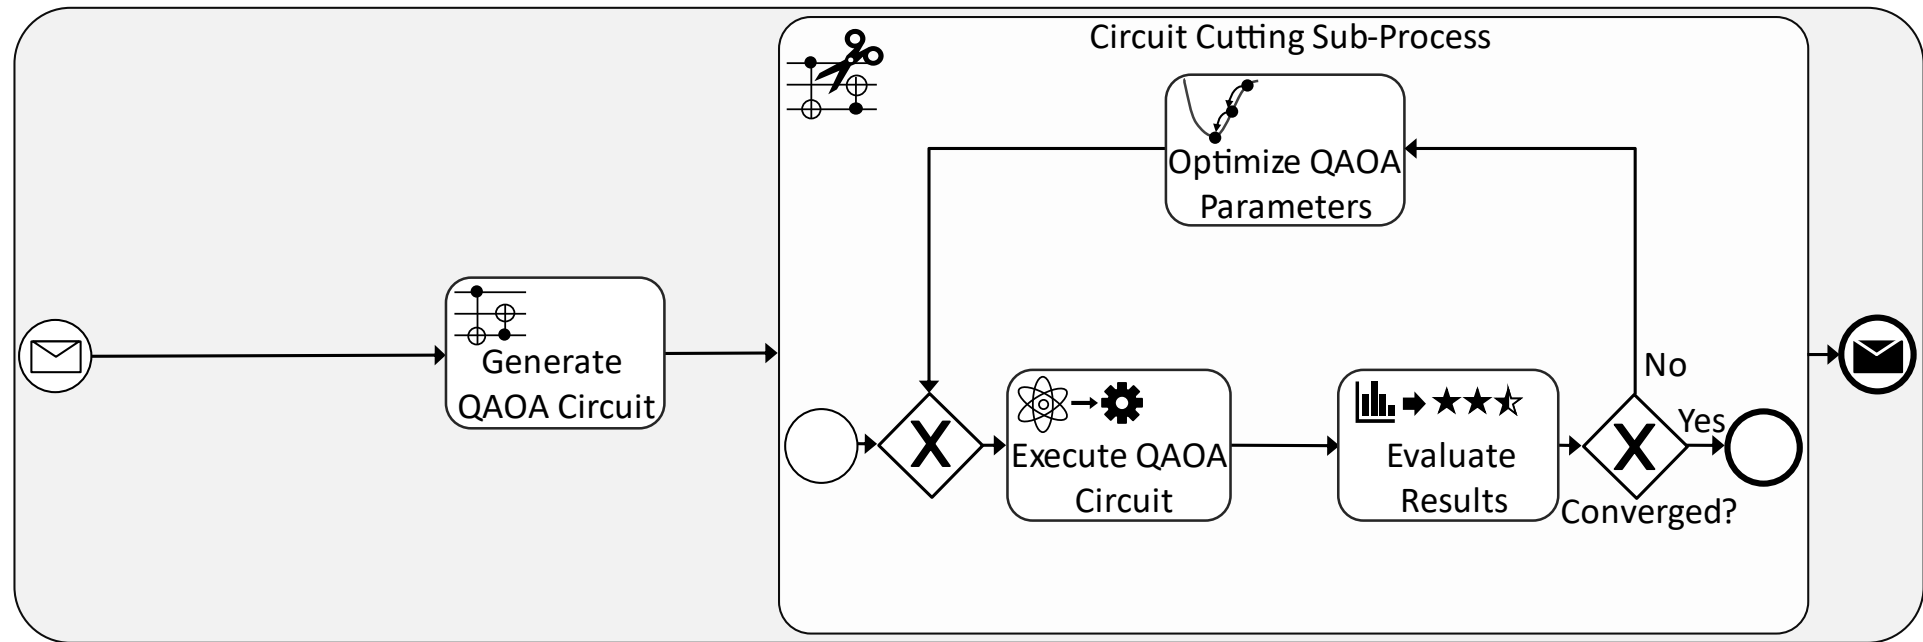 Circuit Cutting Sub-Process
Optimize QAOA
Parameters
Generate
QAOA Circuit
X
Execute QAOA
Circuit
Evaluate
Results
X
No
Yes
Converged?